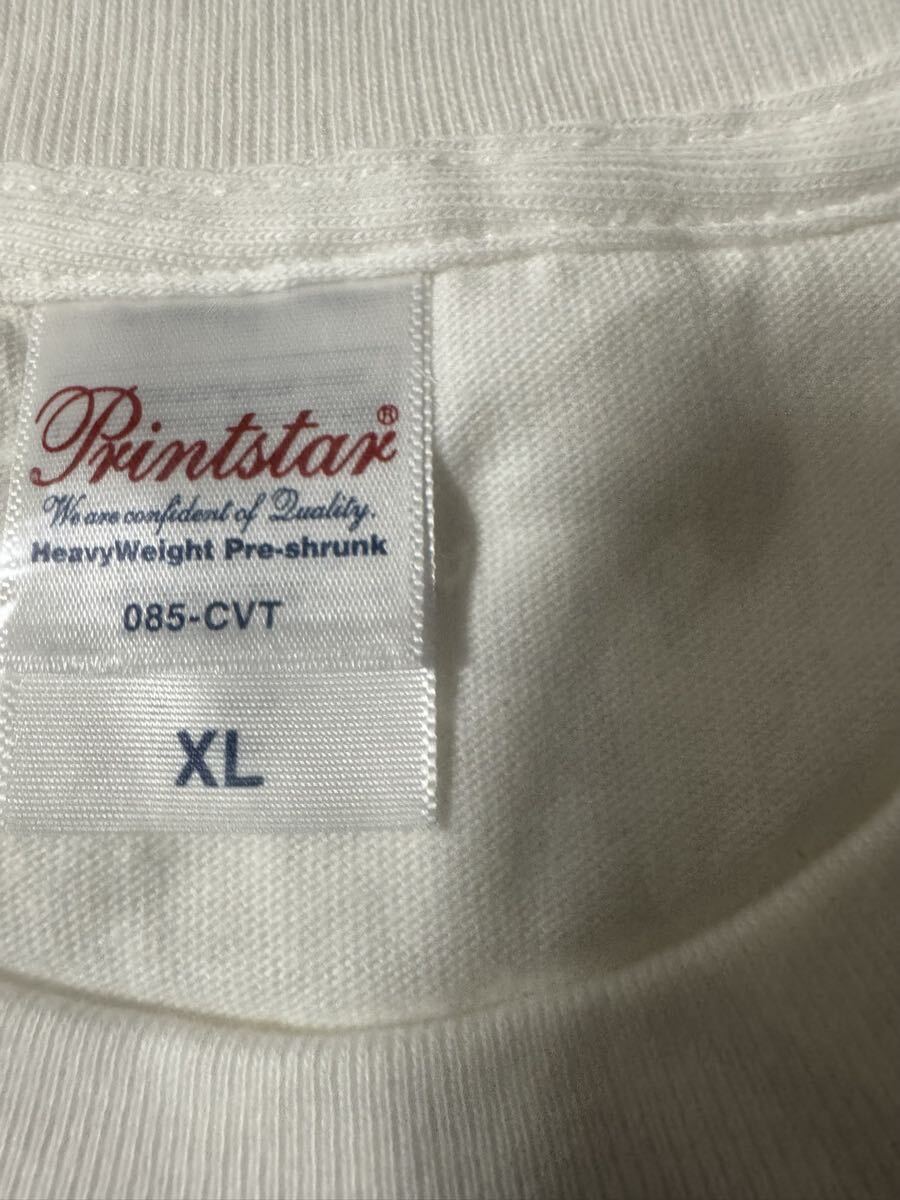 Printstar®
We are confident of Quality.
HeavyWeight Pre-shrunk
085-CVT
XL